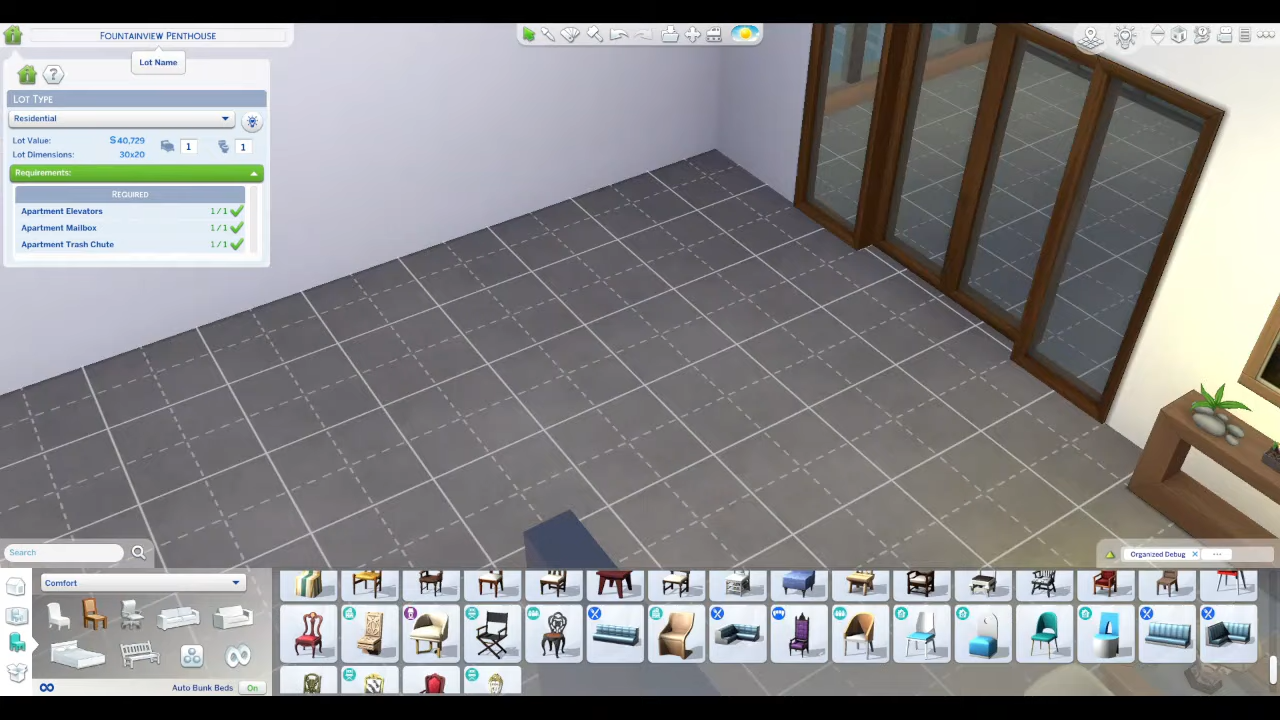 FOUNTAINVIEW PENTHOUSE
Lot Name
?
LOT TYPE
Residential
Lot Value: §40,729
1 1
Lot Dimensions: 30x20
Requirements:
REQUIRED
Apartment Elevators 1/1
Apartment Mailbox 1/1
Apartment Trash Chute 1/1
Search
Organized Debug × ...
Comfort
Auto Bunk Beds On